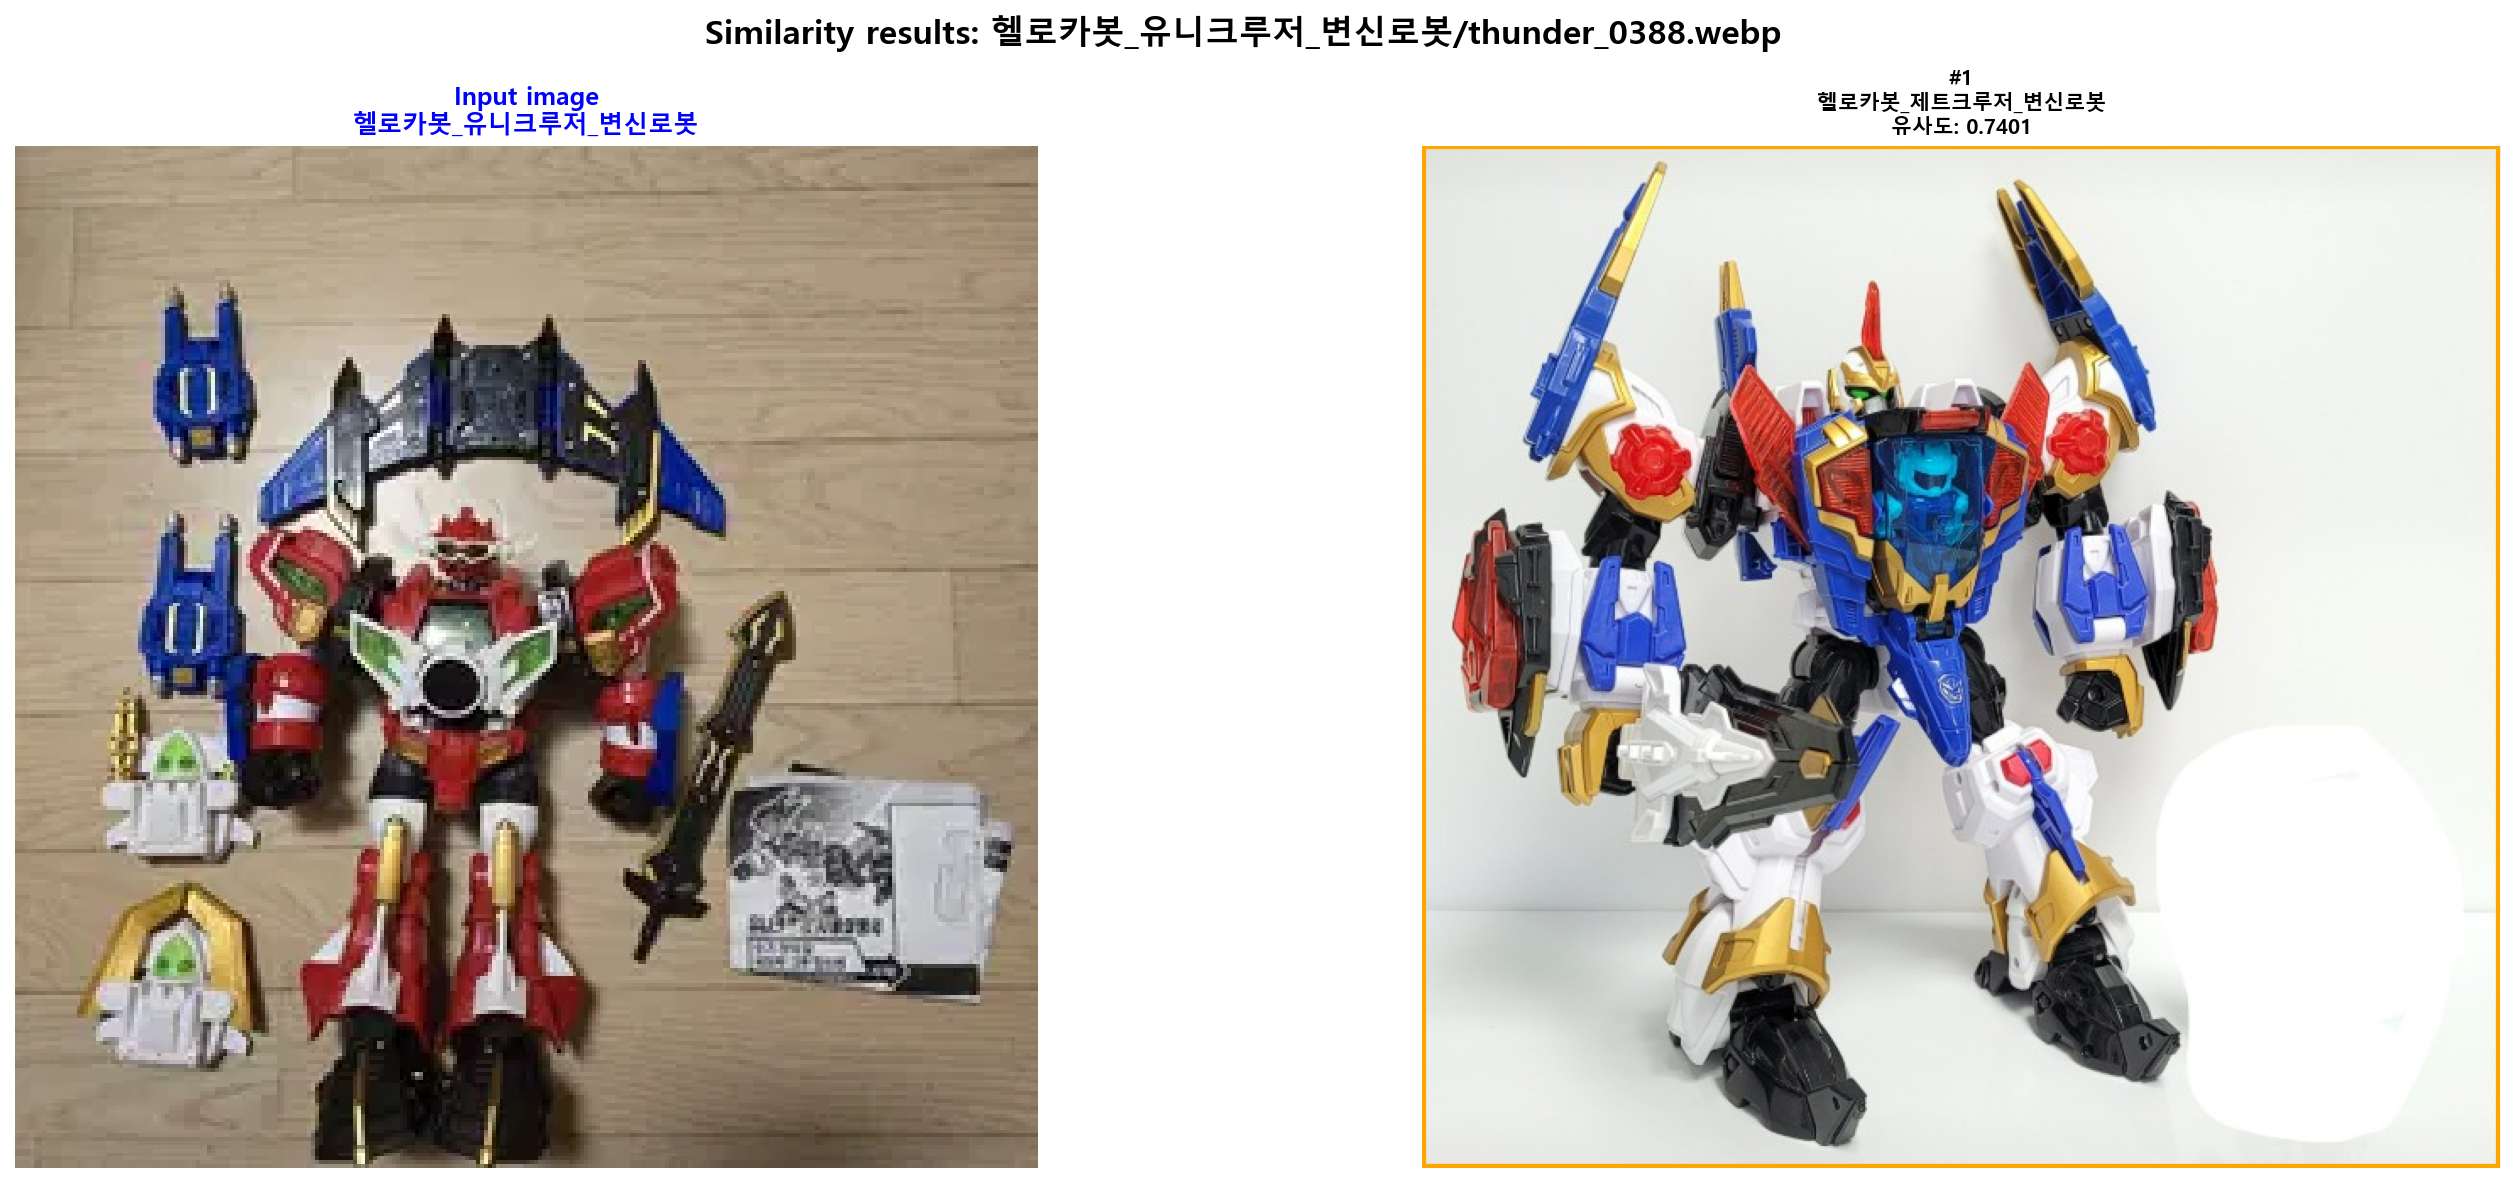 Similarity results: 헬로카봇_유니크루저_변신로봇/thunder_0388.webp
Input image
헬로카봇_유니크루저_변신로봇
#1
헬로카봇_제트크루저_변신로봇
유사도: 0.7401